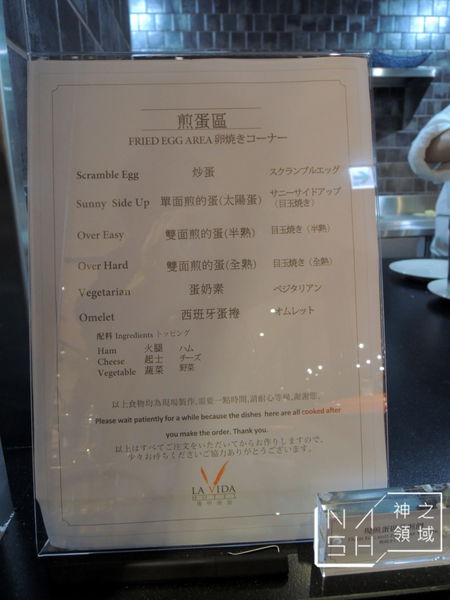 煎蛋區
FRIED EGG AREA 卵燒きコーナー
Scramble Egg 炒蛋 スクランブルエッグ
Sunny Side Up 單面煎的蛋(太陽蛋) サニーサイドアップ
(目玉燒き)
Over Easy 雙面煎的蛋(半熟) 目玉燒き (半熟)
Over Hard 雙面煎的蛋(全熟) 目玉燒き (全熟)
Vegetarian 蛋奶素 ベジタリアン
Omelet 西班牙蛋捲 オムレット
配料 Ingredients トッピング
Ham 火腿 ハム
Cheese 起士 チーズ
Vegetable 蔬菜 野菜
以上食物均為現場製作,需要一點時間,請耐心等候,謝謝您。
Please wait patiently for a while because the dishes here are all cooked after
you make the order. Thank you.
以上はすべてご注文をいただいてからお作りしますので、
少々お待ちくださいご協力ありがとうございます。
LA VIDA
HOTEL
神之
領域